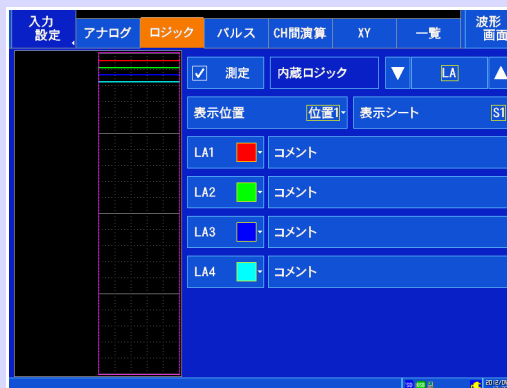 入力
設定
アナログ
ロジック
パルス
CH間演算
XY
一覧
波形
画面
測定
内蔵ロジック
LA
表示位置
位置1
表示シート
S1
LA1
コメント
LA2
コメント
LA3
コメント
LA4
コメント